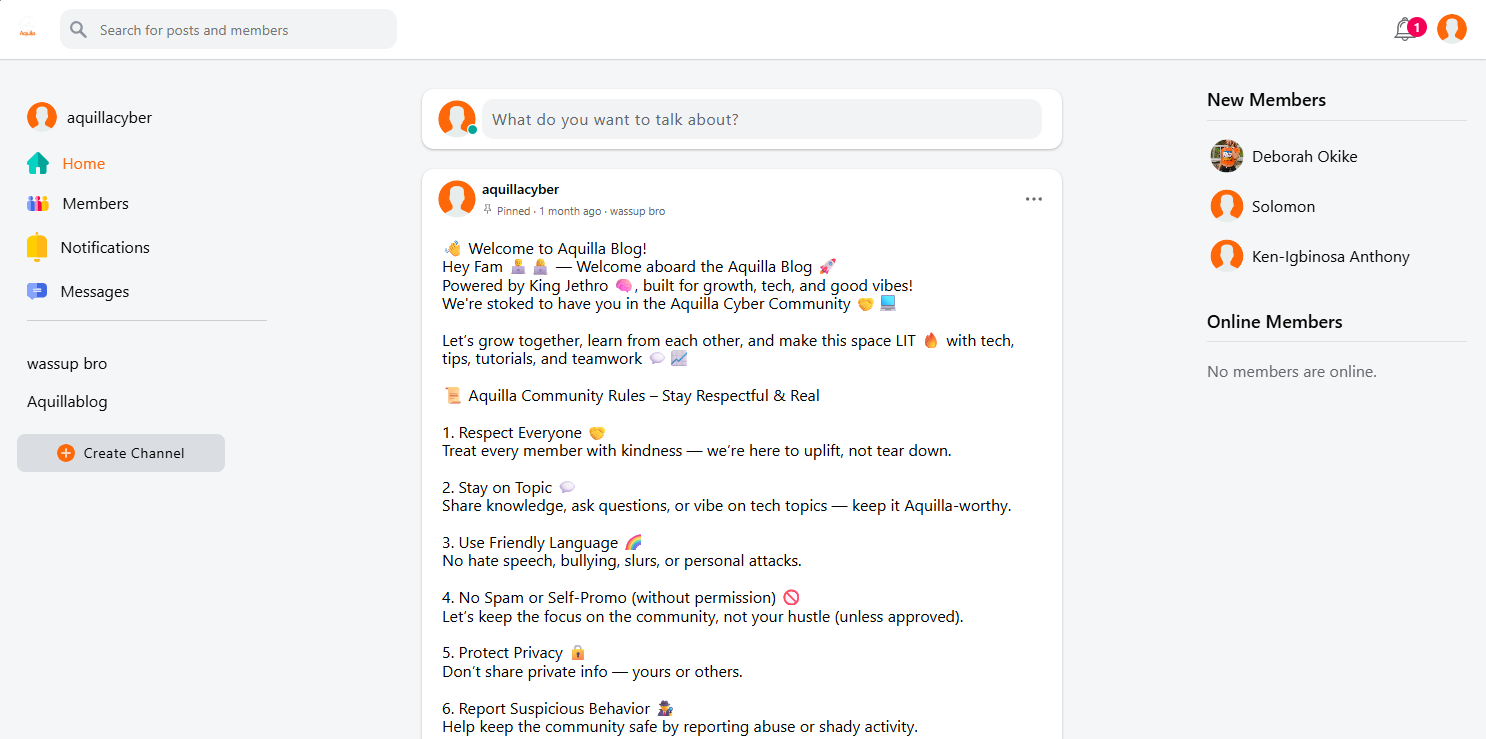 Aquilla
Search for posts and members
1
aquillacyber
Home
Members
Notifications
Messages
wassup bro
Aquillablog
Create Channel
What do you want to talk about?
aquillacyber
Pinned · 1 month ago · wassup bro
👋 Welcome to Aquilla Blog!
Hey Fam 👨‍💻 👩‍💻 — Welcome aboard the Aquilla Blog 🚀
Powered by King Jethro 🧠, built for growth, tech, and good vibes!
We're stoked to have you in the Aquilla Cyber Community 🤝 💻
Let’s grow together, learn from each other, and make this space LIT 🔥 with tech,
tips, tutorials, and teamwork 💬 📈
📜 Aquilla Community Rules – Stay Respectful & Real
1. Respect Everyone 🤝
Treat every member with kindness — we’re here to uplift, not tear down.
2. Stay on Topic 💬
Share knowledge, ask questions, or vibe on tech topics — keep it Aquilla-worthy.
3. Use Friendly Language 🌈
No hate speech, bullying, slurs, or personal attacks.
4. No Spam or Self-Promo (without permission) 🚫
Let’s keep the focus on the community, not your hustle (unless approved).
5. Protect Privacy 🔒
Don’t share private info — yours or others.
6. Report Suspicious Behavior 🕵️
Help keep the community safe by reporting abuse or shady activity.
New Members
Deborah Okike
Solomon
Ken-Igbinosa Anthony
Online Members
No members are online.